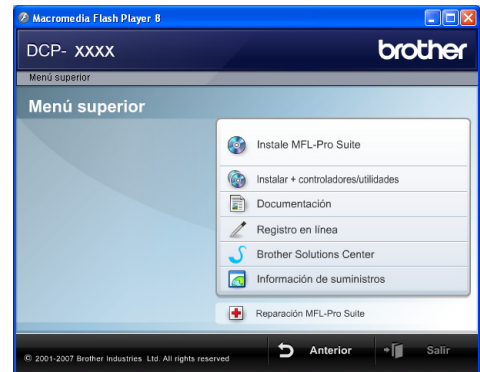 Macromedia Flash Player 8
DCP- XXXX
brother
Menú superior
Menú superior
Instale MFL-Pro Suite
Instalar + controladores/utilidades
Documentación
Registro en línea
Brother Solutions Center
Información de suministros
Reparación MFL-Pro Suite
© 2001-2007 Brother Industries Ltd. All rights reserved
Anterior
Salir